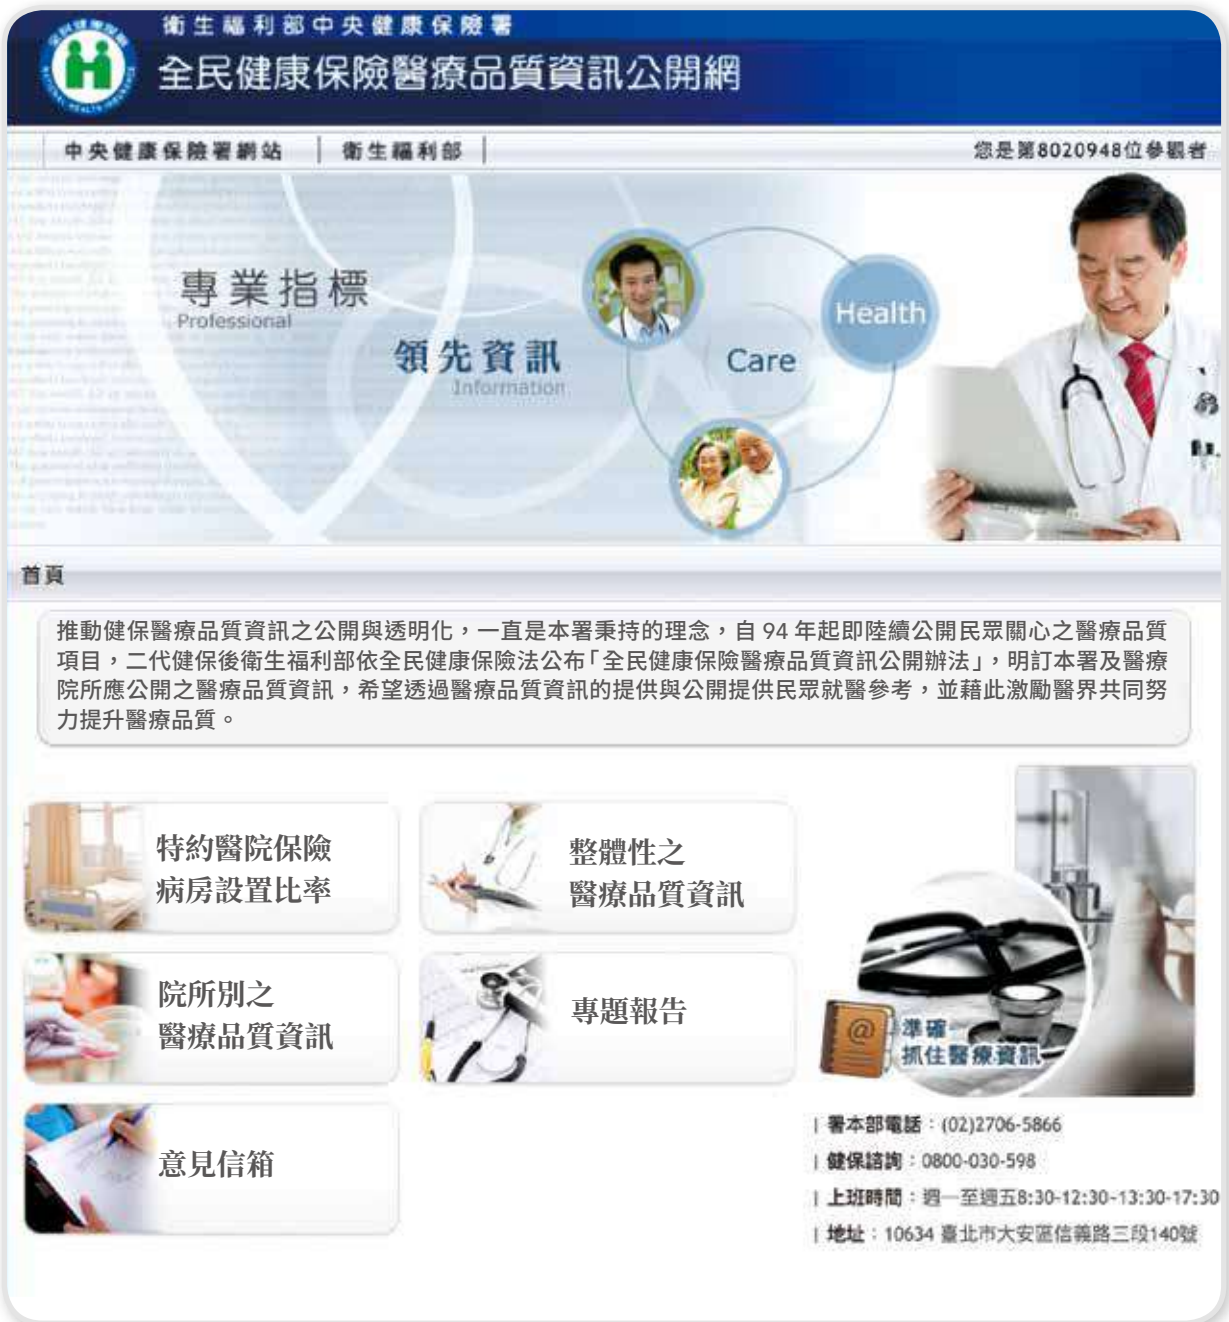 衛生福利部中央健康保險署
全民健康保險醫療品質資訊公開網
中央健康保險署網站 | 衛生福利部 |
您是第8020948位參觀者
專業指標
Professional
領先資訊
Information
Health
Care
首頁
推動健保醫療品質資訊之公開與透明化，一直是本署秉持的理念，自 94 年起即陸續公開民眾關心之醫療品質
項目，二代健保後衛生福利部依全民健康保險法公布「全民健康保險醫療品質資訊公開辦法」，明訂本署及醫療
院所應公開之醫療品質資訊，希望透過醫療品質資訊的提供與公開提供民眾就醫參考，並藉此激勵醫界共同努
力提升醫療品質。
特約醫院保險
病房設置比率
整體性之
醫療品質資訊
院所別之
醫療品質資訊
專題報告
意見信箱
@
準確
抓住醫療資訊
| 署本部電話：(02)2706-5866
| 健保諮詢：0800-030-598
| 上班時間：週一至週五8:30-12:30~13:30-17:30
| 地址：10634 臺北市大安區信義路三段140號